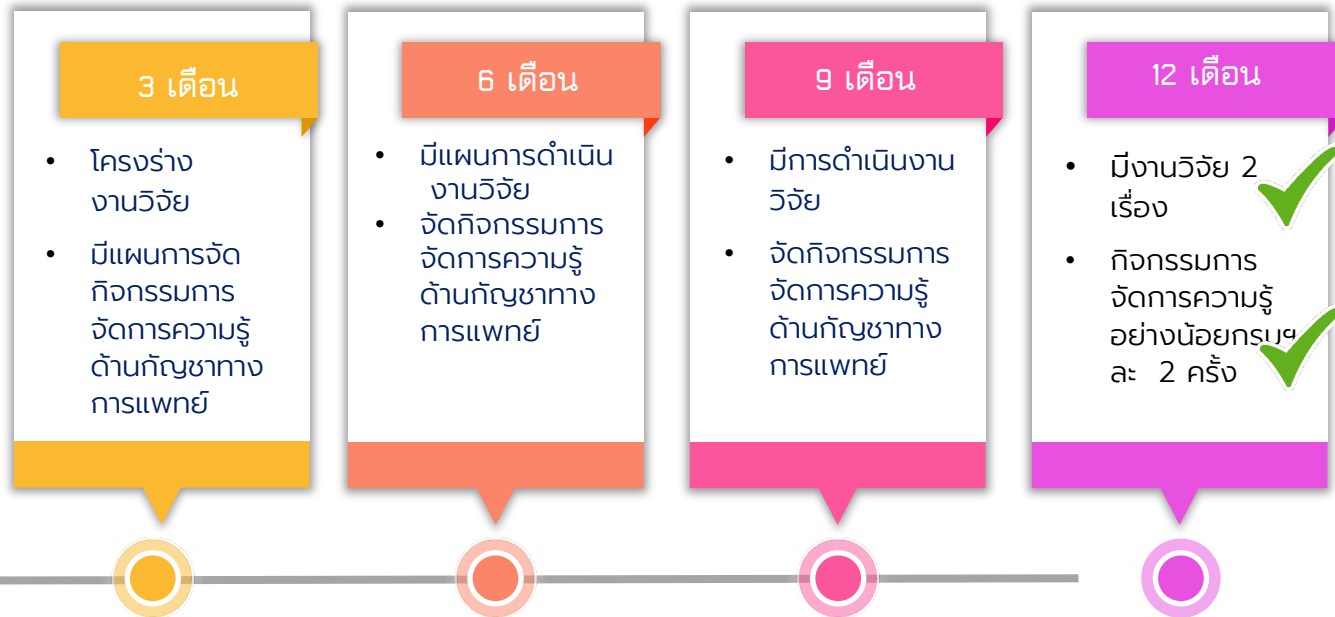 3 เดือน
• โครงร่าง
งานวิจัย
• มีแผนการจัด
กิจกรรมการ
จัดการความรู้
ด้านกัญชาทาง
การแพทย์
6 เดือน
• มีแผนการดำเนิน
งานวิจัย
• จัดกิจกรรมการ
จัดการความรู้
ด้านกัญชาทาง
การแพทย์
9 เดือน
• มีการดำเนินงาน
วิจัย
• จัดกิจกรรมการ
จัดการความรู้
ด้านกัญชาทาง
การแพทย์
12 เดือน
• มีงานวิจัย 2
เรื่อง
• กิจกรรมการ
จัดการความรู้
อย่างน้อยกรมฯ
ละ 2 ครั้ง